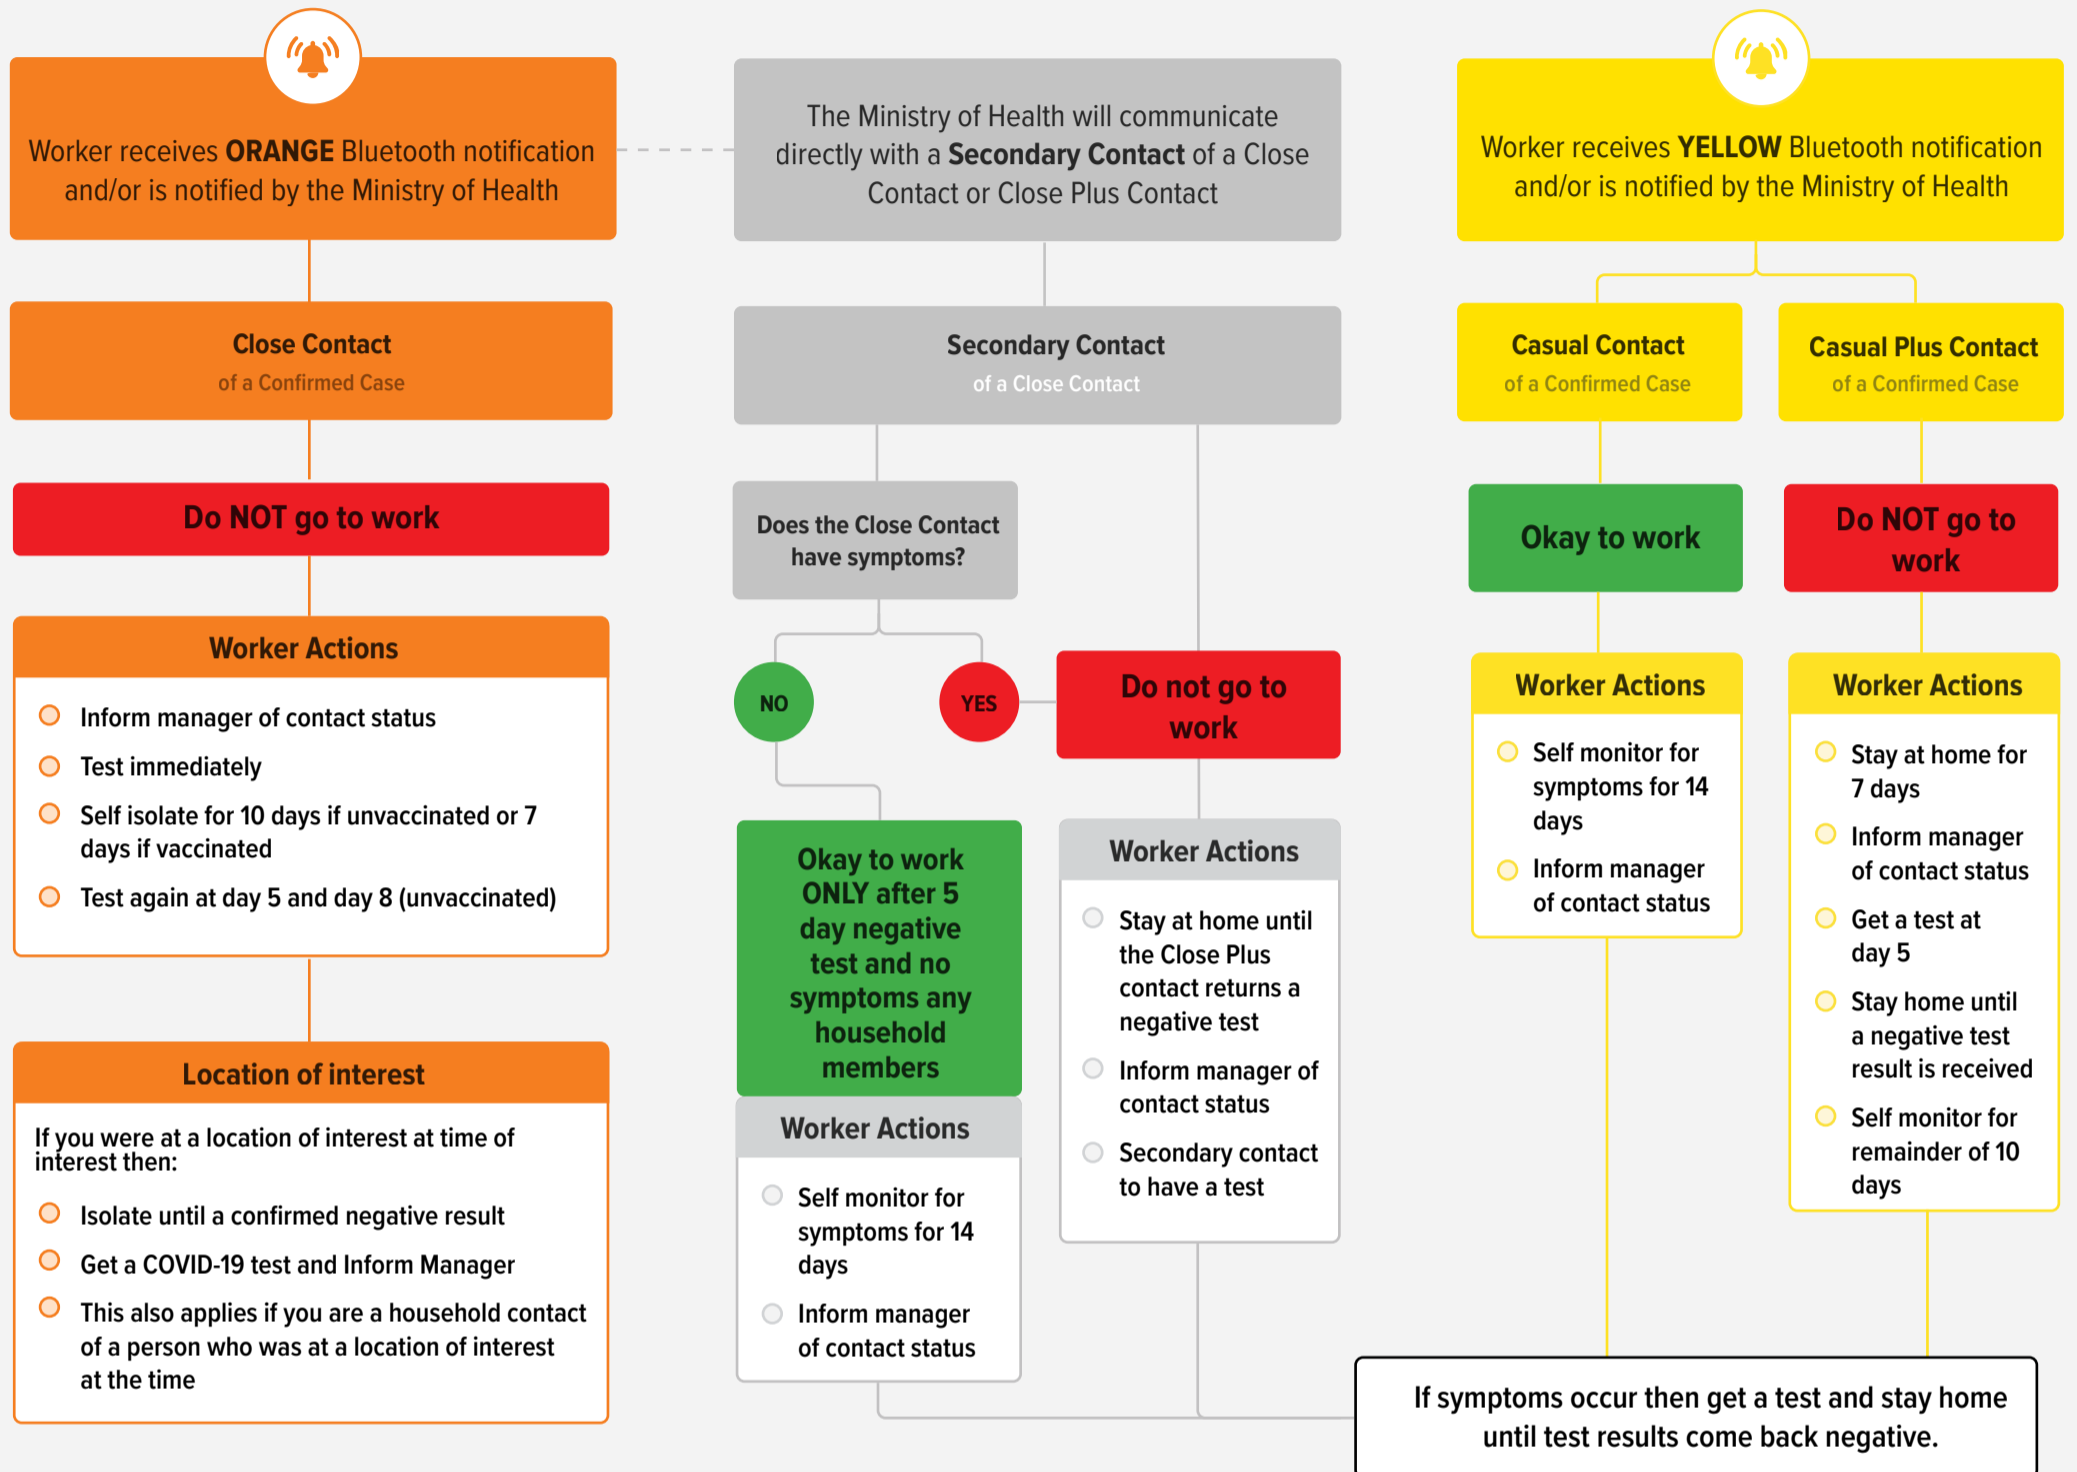 Worker receives ORANGE Bluetooth notification
and/or is notified by the Ministry of Health
Close Contact
of a Confirmed Case
Do NOT go to work
Worker Actions
Inform manager of contact status
Test immediately
Self isolate for 10 days if unvaccinated or 7
days if vaccinated
Test again at day 5 and day 8 (unvaccinated)
Location of interest
If you were at a location of interest at time of
interest then:
Isolate until a confirmed negative result
Get a COVID-19 test and Inform Manager
This also applies if you are a household contact
of a person who was at a location of interest
at the time
The Ministry of Health will communicate
directly with a Secondary Contact of a Close
Contact or Close Plus Contact
Secondary Contact
of a Close Contact
Does the Close Contact
have symptoms?
NO
YES
Okay to work
ONLY after 5
day negative
test and no
symptoms any
household
members
Worker Actions
Self monitor for
symptoms for 14
days
Inform manager
of contact status
Do not go to
work
Worker Actions
Stay at home until
the Close Plus
contact returns a
negative test
Inform manager of
contact status
Secondary contact
to have a test
Worker receives YELLOW Bluetooth notification
and/or is notified by the Ministry of Health
Casual Contact
of a Confirmed Case
Okay to work
Worker Actions
Self monitor for
symptoms for 14
days
Inform manager
of contact status
Casual Plus Contact
of a Confirmed Case
Do NOT go to
work
Worker Actions
Stay at home for
7 days
Inform manager
of contact status
Get a test at
day 5
Stay home until
a negative test
result is received
Self monitor for
remainder of 10
days
If symptoms occur then get a test and stay home
until test results come back negative.